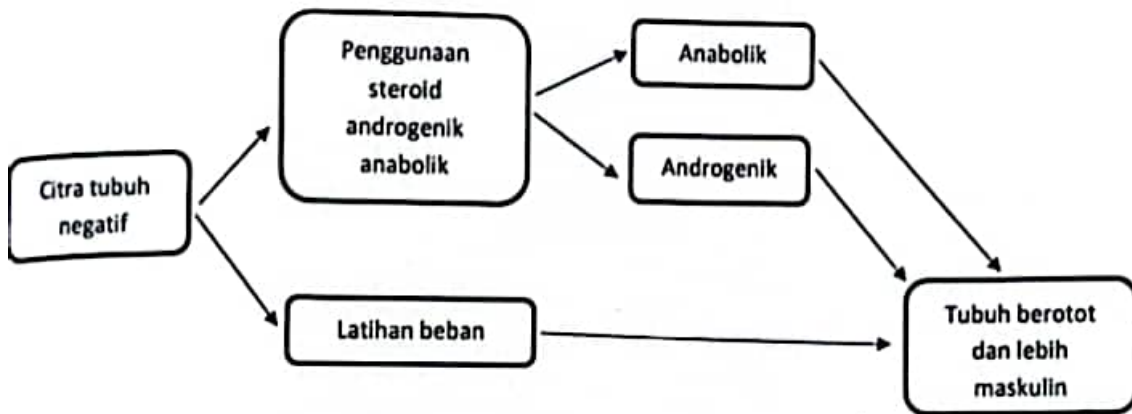 Citra tubuh
negatif
Penggunaan
steroid
androgenik
anabolik
Anabolik
Androgenik
Latihan beban
Tubuh berotot
dan lebih
maskulin